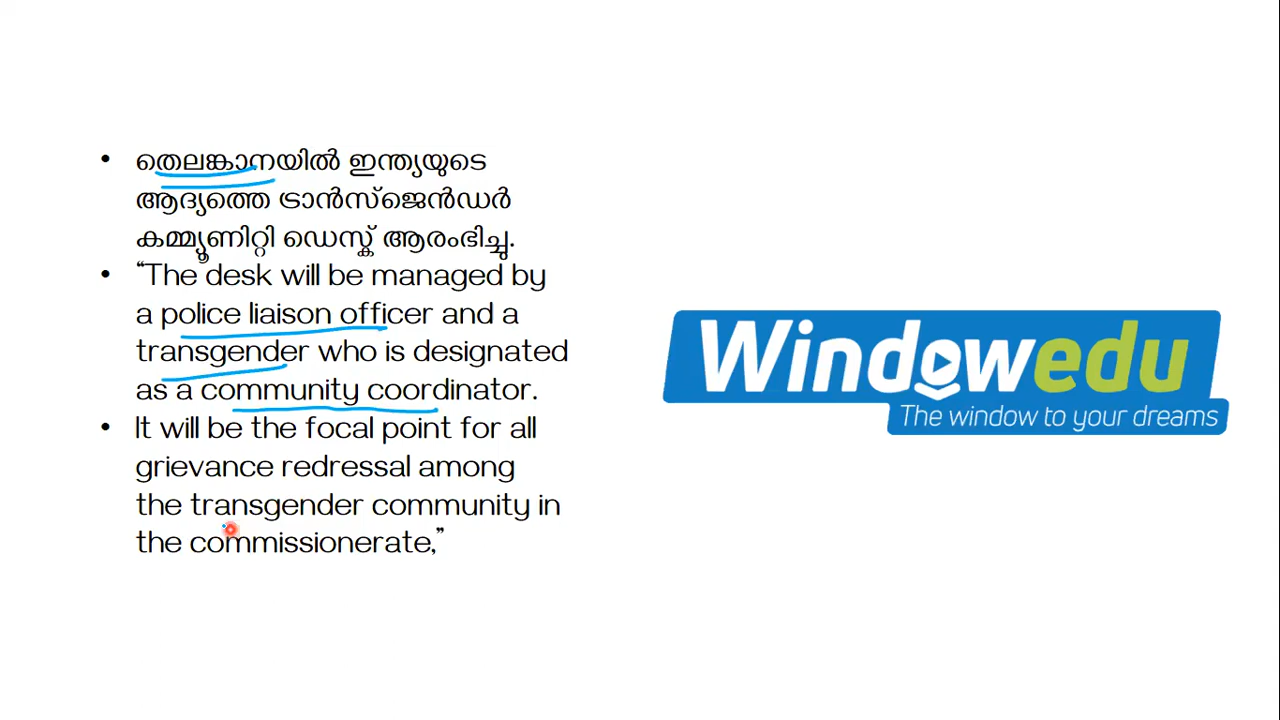 • തെലങ്കാനയിൽ ഇന്ത്യയുടെ
ആദ്യത്തെ ട്രാൻസ്ജെൻഡർ
കമ്മ്യൂണിറ്റി ഡെസ്ക് ആരംഭിച്ചു.
• “The desk will be managed by
a police liaison officer and a
transgender who is designated
as a community coordinator.
• It will be the focal point for all
grievance redressal among
the transgender community in
the commissionerate,”
Windowedu
The window to your dreams